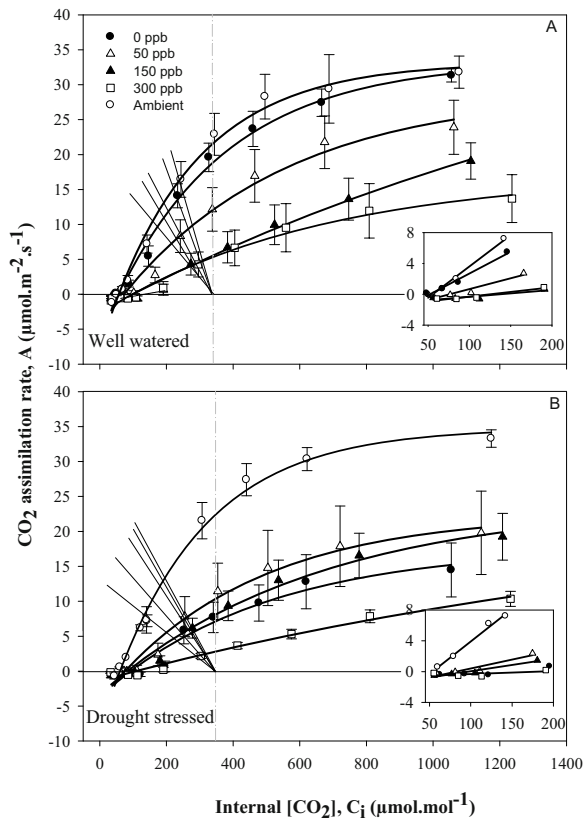 A
0 ppb
50 ppb
150 ppb
300 ppb
Ambient
40
35
30
25
20
15
10
5
0
-5
-10
8
4
0
-4
50 100 150 200
Well watered
B
40
35
30
25
20
15
10
5
0
-5
-10
8
4
0
-4
50 100 150 200
Drought stressed
0 200 400 600 800 1000 1200 1400
CO2 assimilation rate, A (μmol.m-2.s-1)
Internal [CO2], Ci (μmol.mol-1)